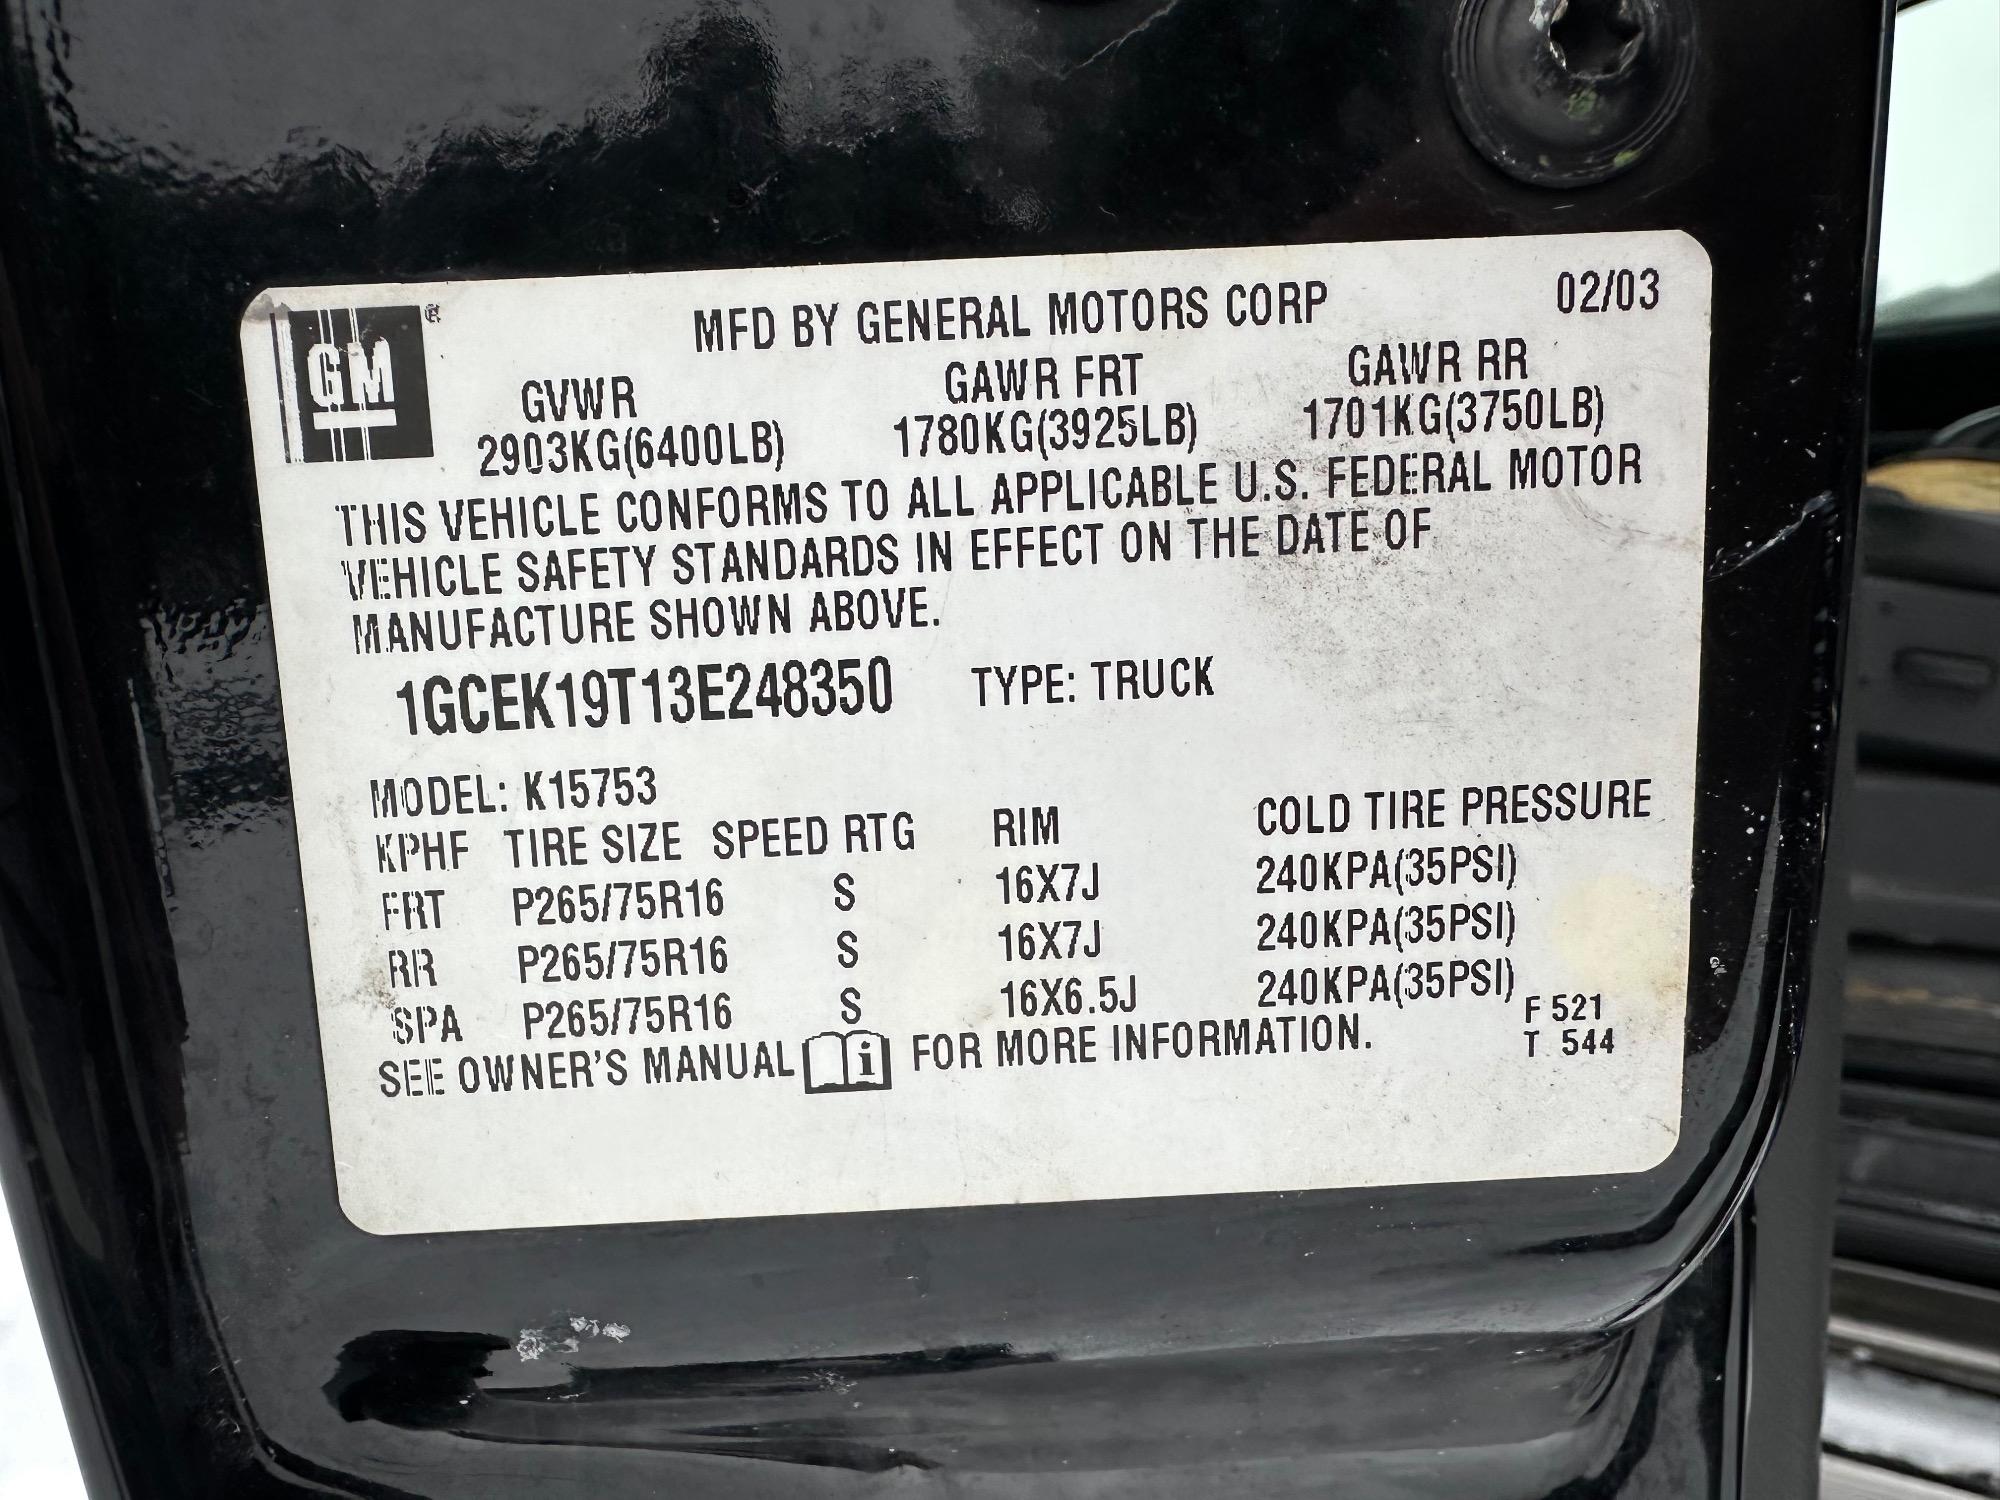 GM ®
MFD BY GENERAL MOTORS CORP 02/03
GVWR GAWR FRT GAWR RR
2903KG(6400LB) 1780KG(3925LB) 1701KG(3750LB)
THIS VEHICLE CONFORMS TO ALL APPLICABLE U.S. FEDERAL MOTOR
VEHICLE SAFETY STANDARDS IN EFFECT ON THE DATE OF
MANUFACTURE SHOWN ABOVE.
1GCEK19T13E248350 TYPE: TRUCK
MODEL: K15753
KPHF TIRE SIZE SPEED RTG RIM COLD TIRE PRESSURE
FRT P265/75R16 S 16X7J 240KPA(35PSI)
RR P265/75R16 S 16X7J 240KPA(35PSI)
SPA P265/75R16 S 16X6.5J 240KPA(35PSI)
SEE OWNER'S MANUAL i FOR MORE INFORMATION.
F 521
T 544